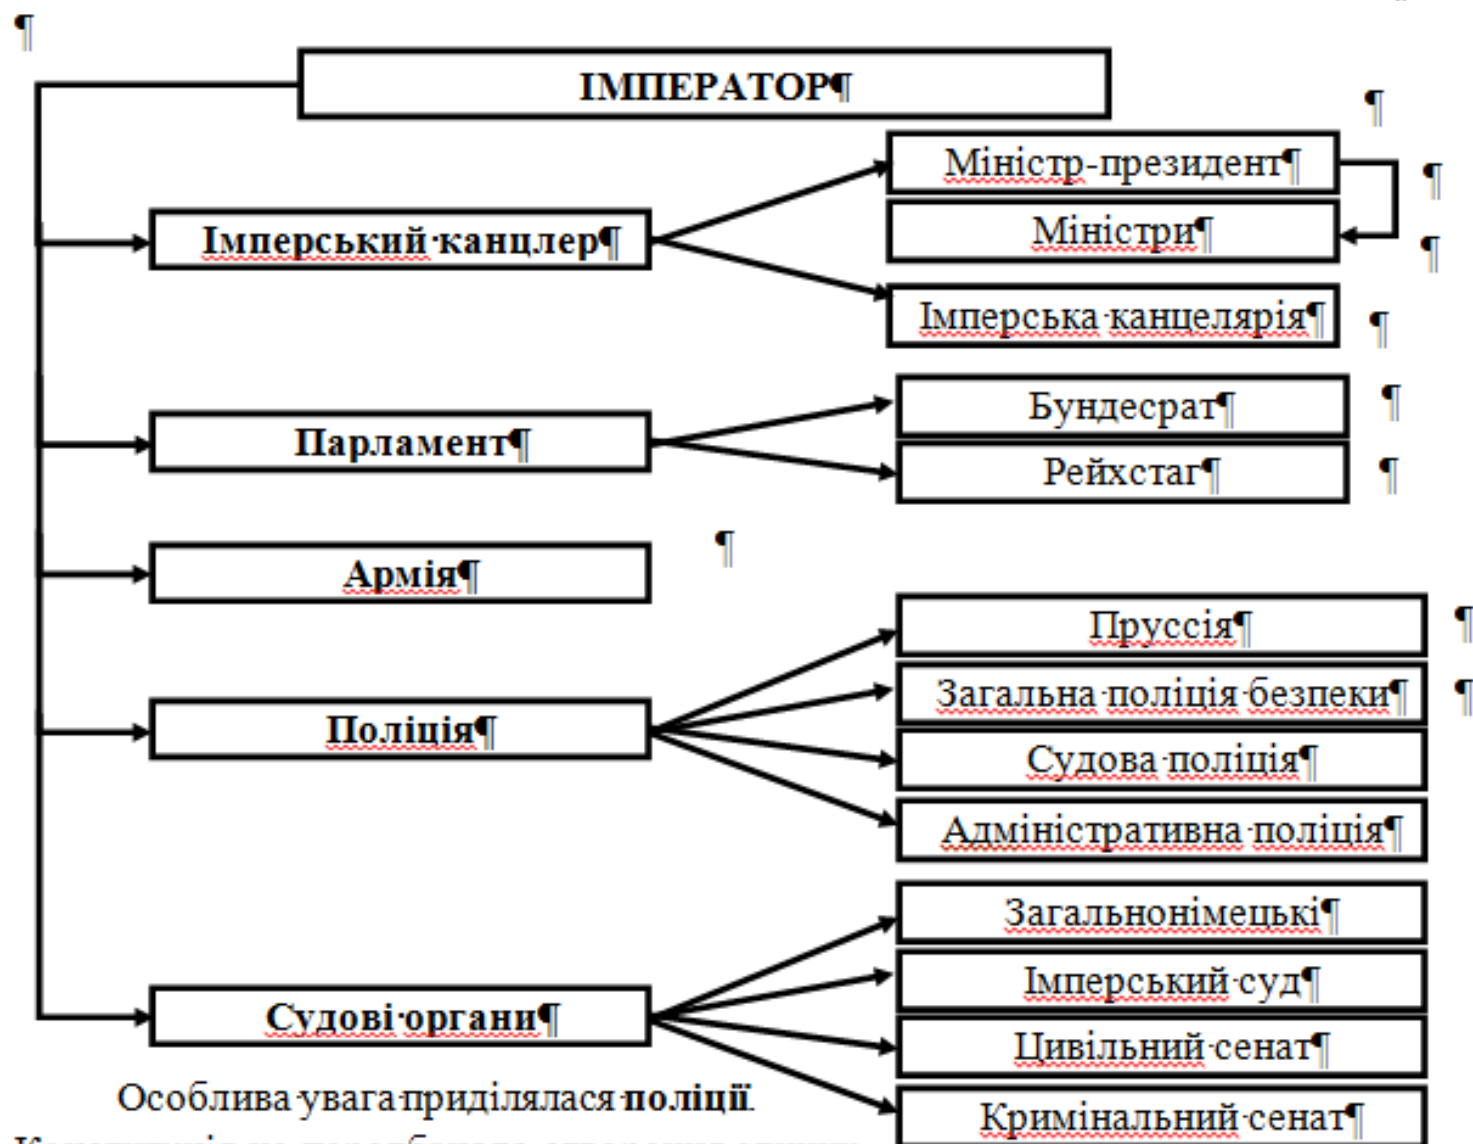 ІМПЕРАТОР¶
Міністр-президент¶
Міністри¶
Імперський·канцлер¶
Імперська·канцелярія¶
Бундесрат¶
Парламент¶
Рейхстаг¶
Армія¶
Пруссія¶
Загальна·поліція·безпеки¶
Поліція¶
Судова·поліція¶
Адміністративна·поліція¶
Загальнонімецькі¶
Імперський·суд¶
Судові·органи¶
Цивільний·сенат¶
Кримінальний·сенат¶
Особлива·увага·приділялася·поліції.